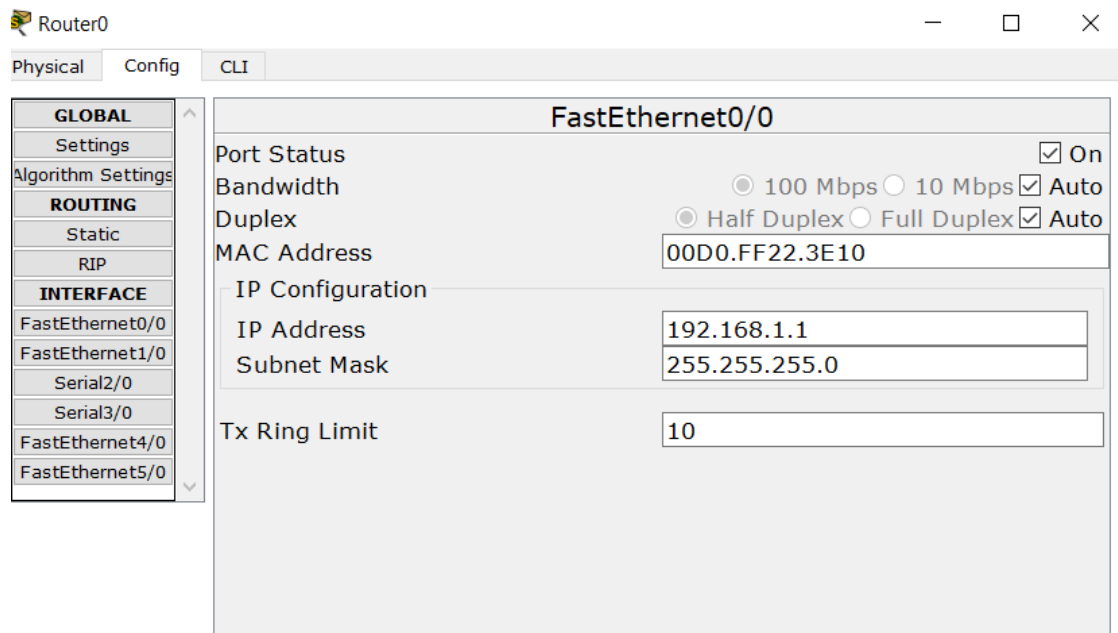 Router0
Physical Config CLI
GLOBAL
Settings
Algorithm Settings
ROUTING
Static
RIP
INTERFACE
FastEthernet0/0
FastEthernet1/0
Serial2/0
Serial3/0
FastEthernet4/0
FastEthernet5/0
FastEthernet0/0
Port Status On
Bandwidth 100 Mbps 10 Mbps Auto
Duplex Half Duplex Full Duplex Auto
MAC Address 00D0.FF22.3E10
IP Configuration
IP Address 192.168.1.1
Subnet Mask 255.255.255.0
Tx Ring Limit 10